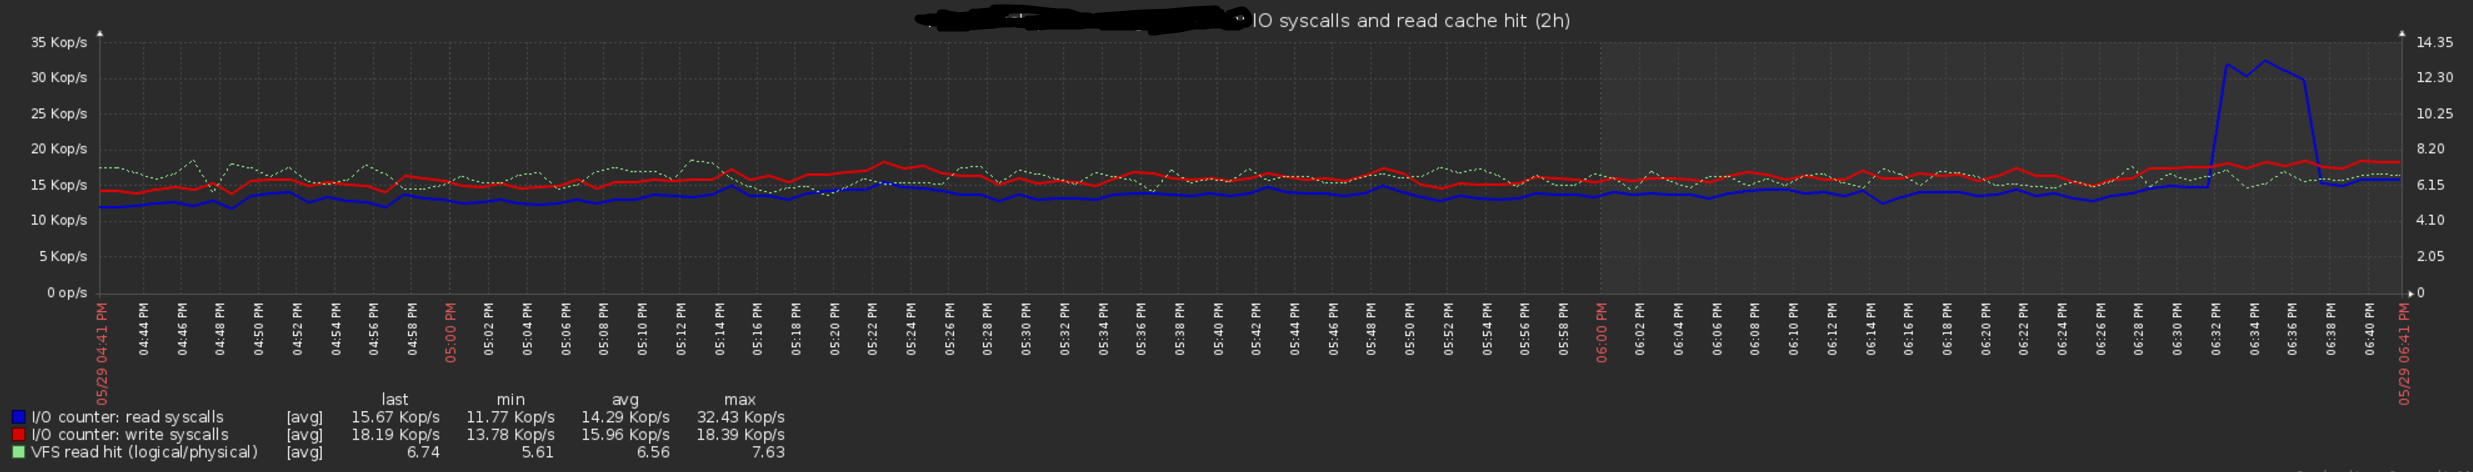 IO syscalls and read cache hit (2h)
35 Kop/s 14.35
30 Kop/s 12.30
25 Kop/s 10.25
20 Kop/s 8.20
15 Kop/s 6.15
10 Kop/s 4.10
5 Kop/s 2.05
0 op/s 0
05/29 04:41 PM
04:44 PM
04:46 PM
04:48 PM
04:50 PM
04:52 PM
04:54 PM
04:56 PM
04:58 PM
05:00 PM
05:02 PM
05:04 PM
05:06 PM
05:08 PM
05:10 PM
05:12 PM
05:14 PM
05:16 PM
05:18 PM
05:20 PM
05:22 PM
05:24 PM
05:26 PM
05:28 PM
05:30 PM
05:32 PM
05:34 PM
05:36 PM
05:38 PM
05:40 PM
05:42 PM
05:44 PM
05:46 PM
05:48 PM
05:50 PM
05:52 PM
05:54 PM
05:56 PM
05:58 PM
06:00 PM
06:02 PM
06:04 PM
06:06 PM
06:08 PM
06:10 PM
06:12 PM
06:14 PM
06:16 PM
06:18 PM
06:20 PM
06:22 PM
06:24 PM
06:26 PM
06:28 PM
06:30 PM
06:32 PM
06:34 PM
06:36 PM
06:38 PM
06:40 PM
05/29 06:41 PM
last min avg max
I/O counter: read syscalls [avg] 15.67 Kop/s 11.77 Kop/s 14.29 Kop/s 32.43 Kop/s
I/O counter: write syscalls [avg] 18.19 Kop/s 13.78 Kop/s 15.96 Kop/s 18.39 Kop/s
VFS read hit (logical/physical) [avg] 6.74 5.61 6.56 7.63